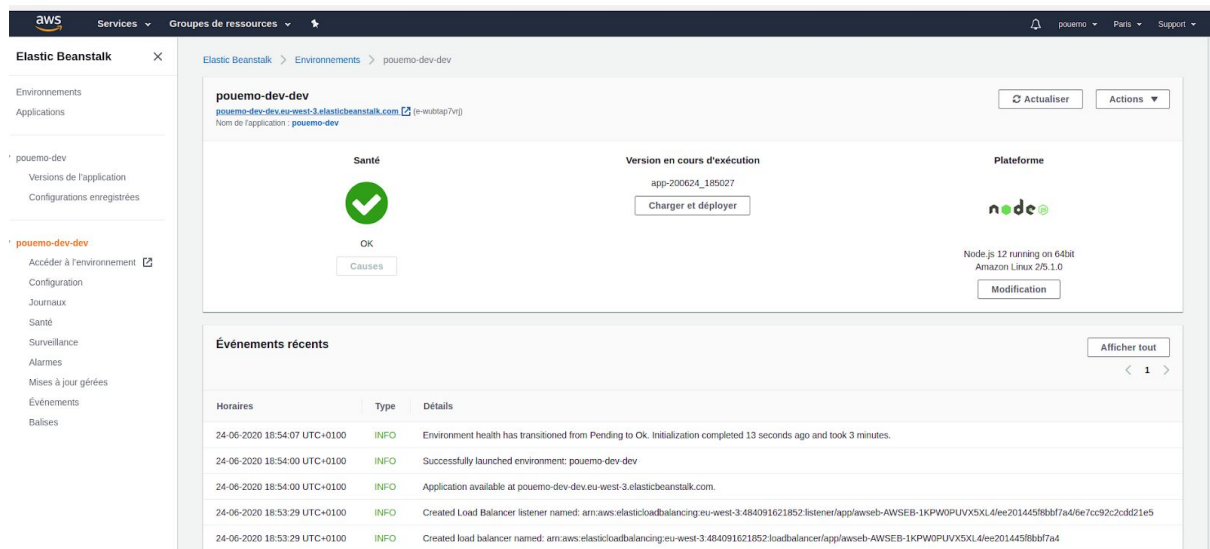 aws Services Groupes de ressources pouemo Paris Support
Elastic Beanstalk
Environnements
Applications
pouemo-dev
Versions de l'application
Configurations enregistrées
pouemo-dev-dev
Accéder à l'environnement
Configuration
Journaux
Santé
Surveillance
Alarmes
Mises à jour gérées
Événements
Balises
Elastic Beanstalk > Environnements > pouemo-dev-dev
pouemo-dev-dev
Actualiser Actions
pouemo-dev-dev.eu-west-3.elasticbeanstalk.com (e-wubtap7vrj)
Nom de l'application : pouemo-dev
Santé
OK
Causes
Version en cours d'exécution
app-200624_185027
Charger et déployer
Plateforme
node js
Node.js 12 running on 64bit
Amazon Linux 2/5.1.0
Modification
Événements récents
Afficher tout
< 1 >
Horaires Type Détails
24-06-2020 18:54:07 UTC+0100 INFO Environment health has transitioned from Pending to Ok. Initialization completed 13 seconds ago and took 3 minutes.
24-06-2020 18:54:00 UTC+0100 INFO Successfully launched environment: pouemo-dev-dev
24-06-2020 18:54:00 UTC+0100 INFO Application available at pouemo-dev-dev.eu-west-3.elasticbeanstalk.com.
24-06-2020 18:53:29 UTC+0100 INFO Created Load Balancer listener named: arn:aws:elasticloadbalancing:eu-west-3:484091621852:listener/app/awseb-AWSEB-1KPW0PUVX5XL4/ee201445f8bbf7a4/6e7cc92c2cdd21e5
24-06-2020 18:53:29 UTC+0100 INFO Created load balancer named: arn:aws:elasticloadbalancing:eu-west-3:484091621852:loadbalancer/app/awseb-AWSEB-1KPW0PUVX5XL4/ee201445f8bbf7a4